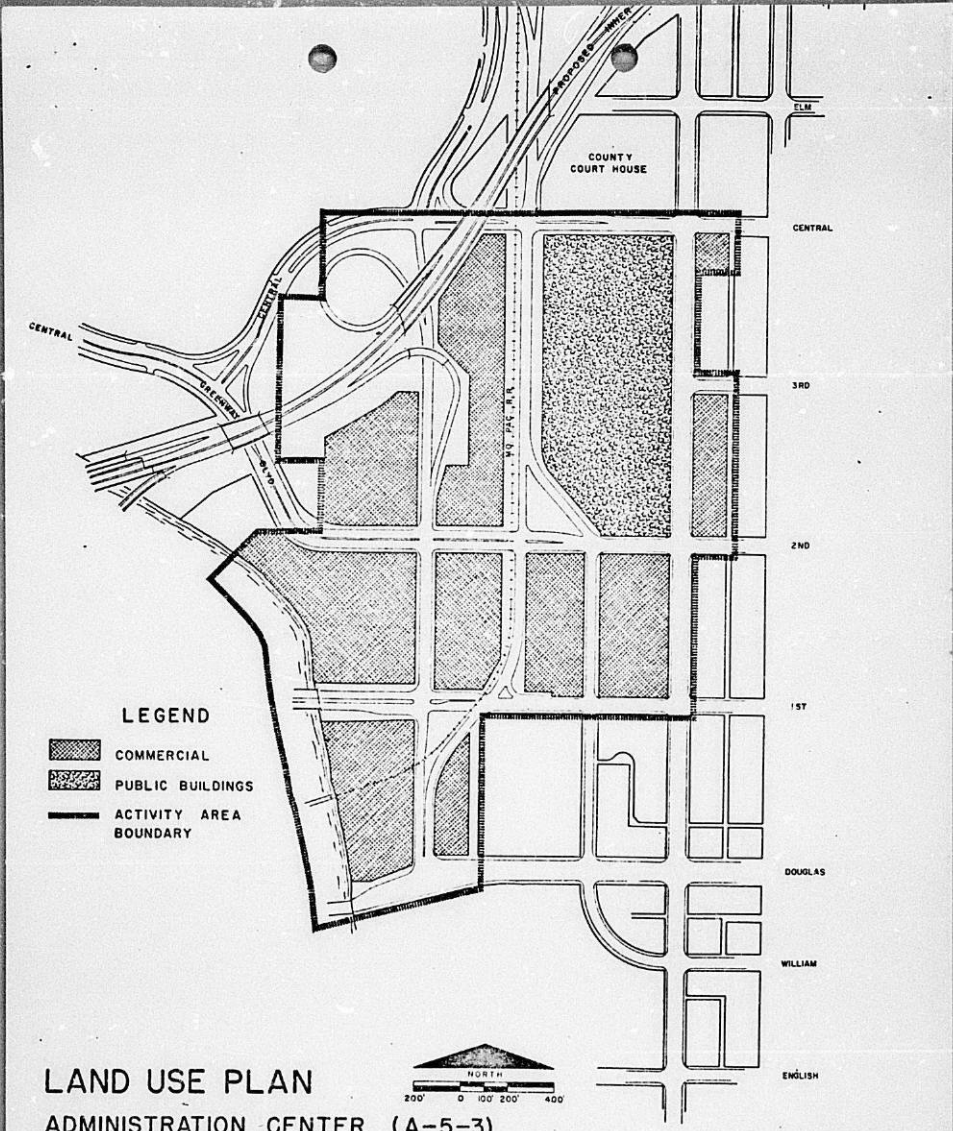 PROPOSED INNER
ELM
COUNTY
COURT HOUSE
CENTRAL
CENTRAL
CENTRAL
GREENWAY
BLVD
MO. PAC. R.R.
3RD
2ND
1ST
LEGEND
COMMERCIAL
PUBLIC BUILDINGS
ACTIVITY AREA
BOUNDARY
DOUGLAS
WILLIAM
ENGLISH
NORTH
200' 0 100' 200' 400'
LAND USE PLAN
ADMINISTRATION CENTER (A-5-3)